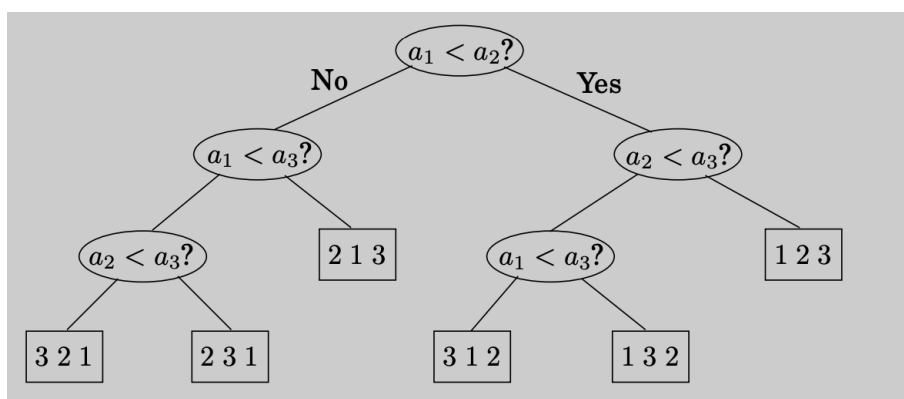 a₁ < a₂?
No Yes
a₁ < a₃? a₂ < a₃?
a₂ < a₃? 2 1 3 a₁ < a₃? 1 2 3
3 2 1 2 3 1 3 1 2 1 3 2